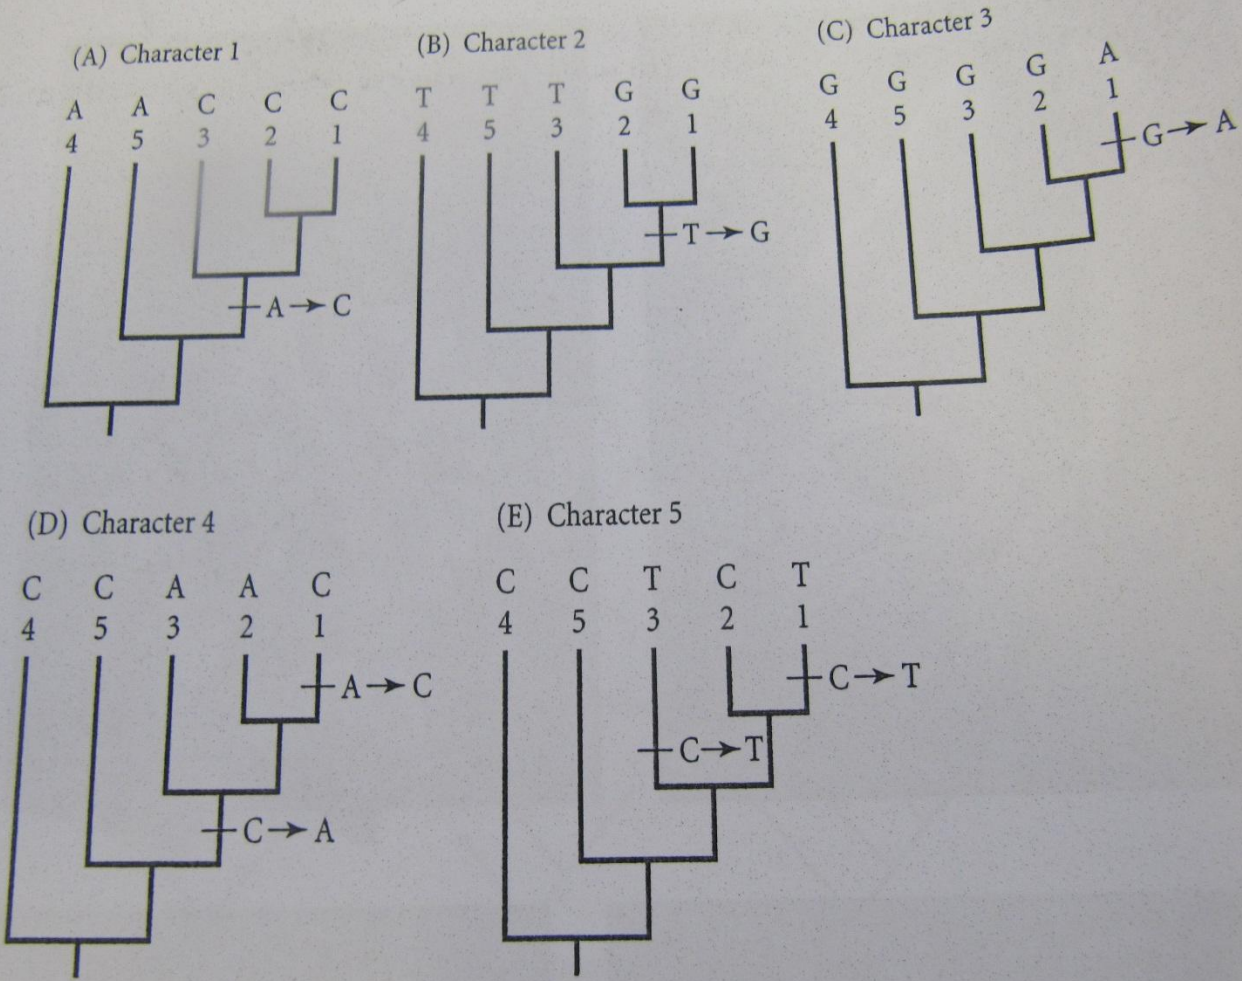 (A) Character 1
A A C C C
4 5 3 2 1
A→C
(B) Character 2
T T T G G
4 5 3 2 1
T→G
(C) Character 3
G G G G A
4 5 3 2 1
G→A
(D) Character 4
C C A A C
4 5 3 2 1
A→C
C→A
(E) Character 5
C C T C T
4 5 3 2 1
C→T
C→T